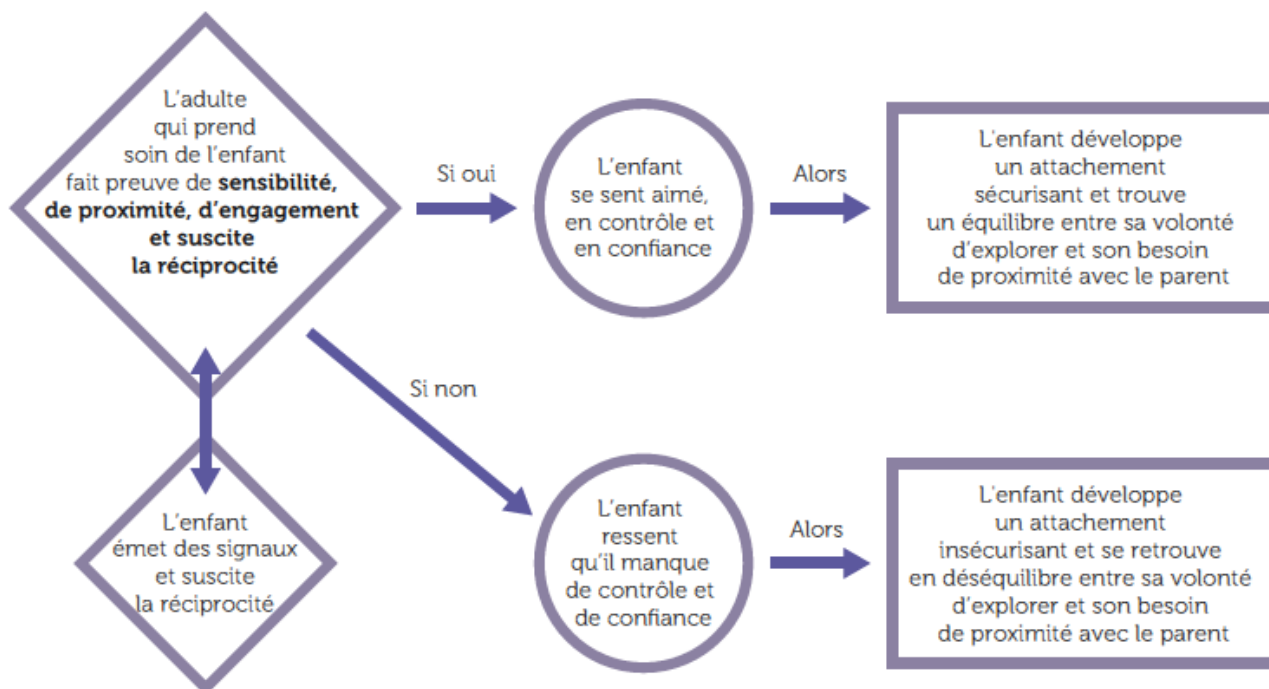 L'adulte
qui prend
soin de l'enfant
fait preuve de sensibilité,
de proximité, d'engagement
et suscite
la réciprocité
Si oui
L'enfant
se sent aimé,
en contrôle et
en confiance
Alors
L'enfant développe
un attachement
sécurisant et trouve
un équilibre entre sa volonté
d'explorer et son besoin
de proximité avec le parent
Si non
L'enfant
émet des signaux
et suscite
la réciprocité
L'enfant
ressent
qu'il manque
de contrôle et
de confiance
Alors
L'enfant développe
un attachement
insécurisant et se retrouve
en déséquilibre entre sa volonté
d'explorer et son besoin
de proximité avec le parent